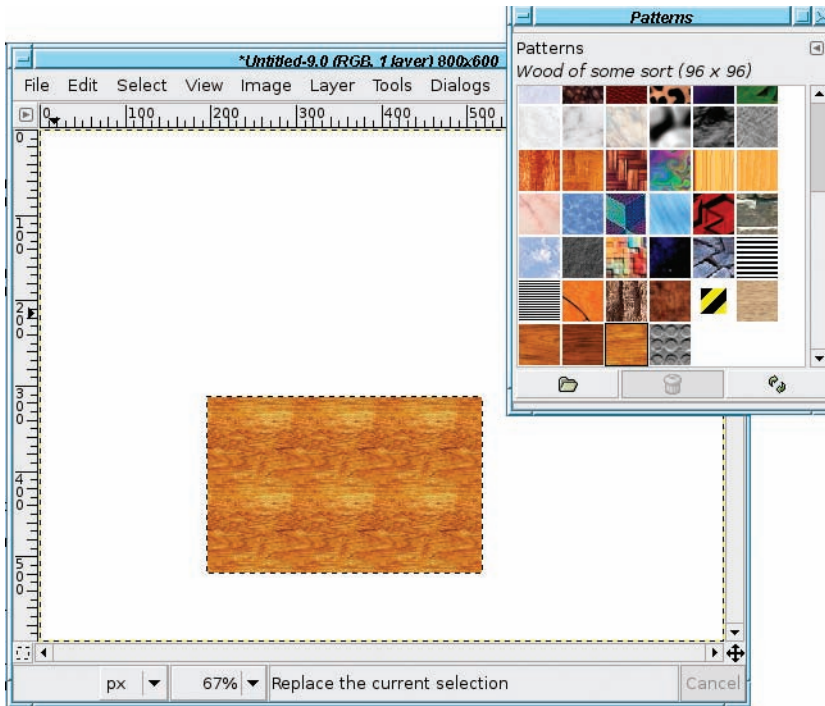 Patterns
Patterns
Wood of some sort (96 x 96)
*Untitled-9.0 (RGB, 1 layer) 800x600
File Edit Select View Image Layer Tools Dialogs
0 100 200 300 400 500
0
100
200
300
400
500
px 67% Replace the current selection Cancel